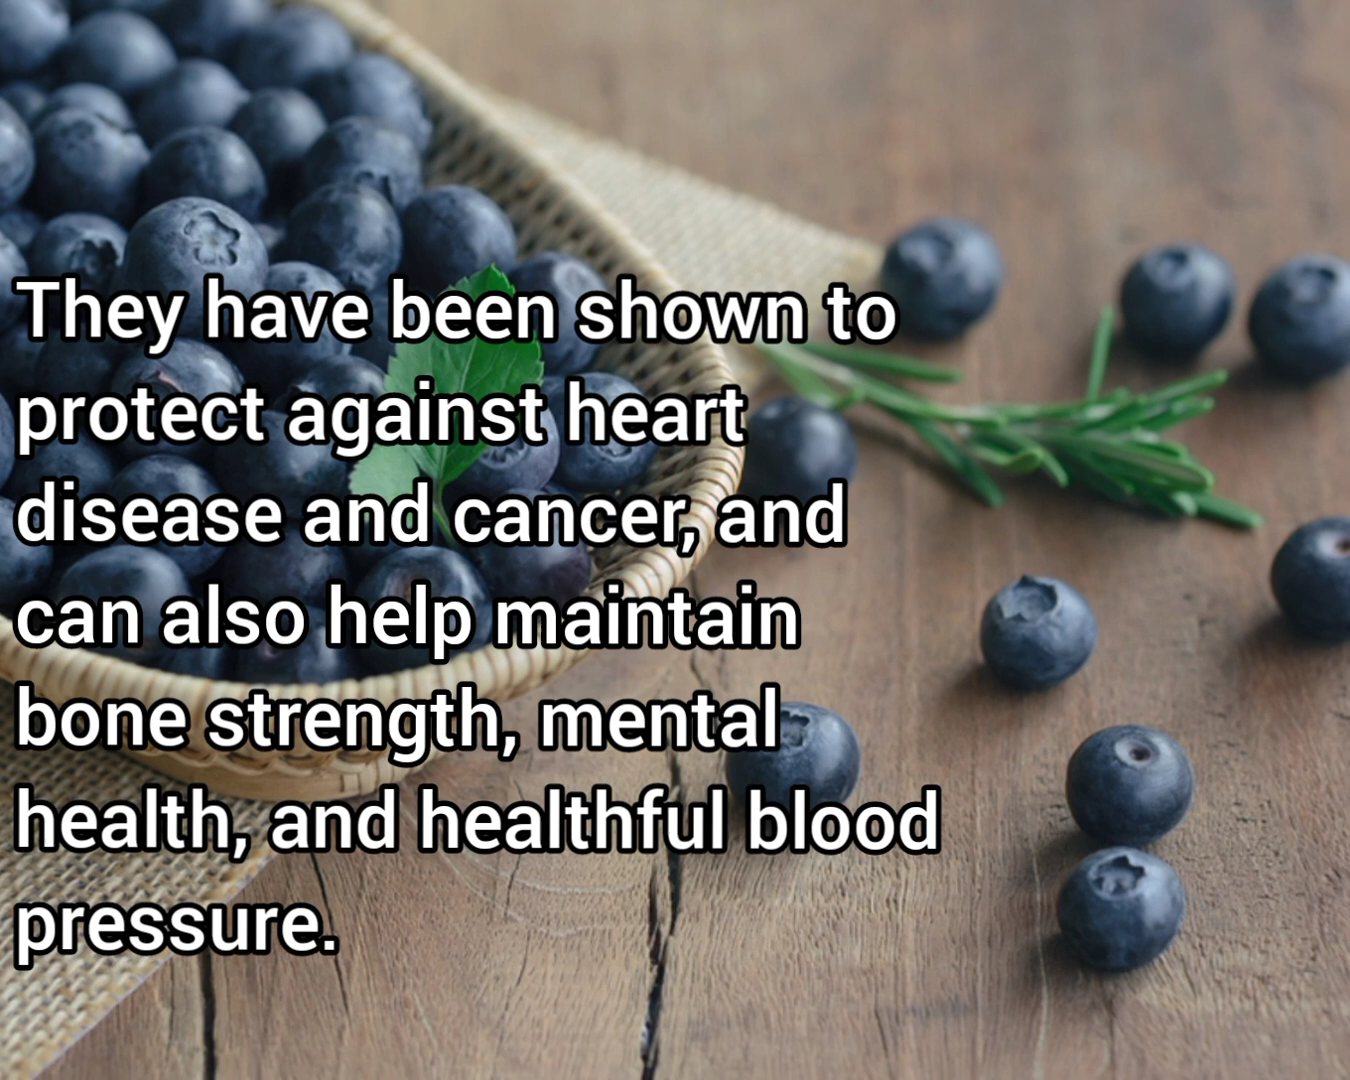 They have been shown to
protect against heart
disease and cancer, and
can also help maintain
bone strength, mental
health, and healthful blood
pressure.